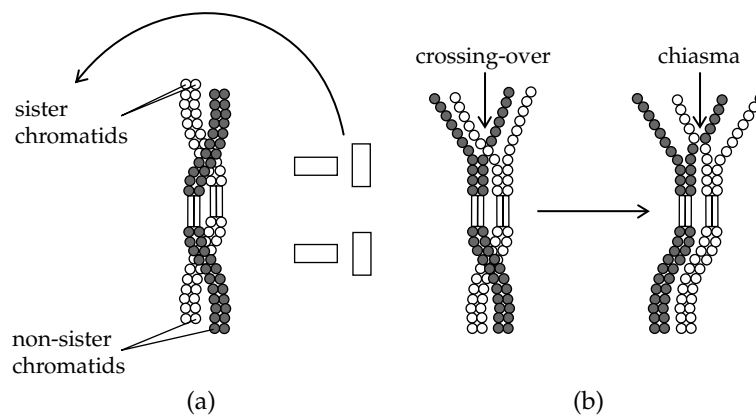 crossing-over
chiasma
sister
chromatids
non-sister
chromatids
(a)
(b)